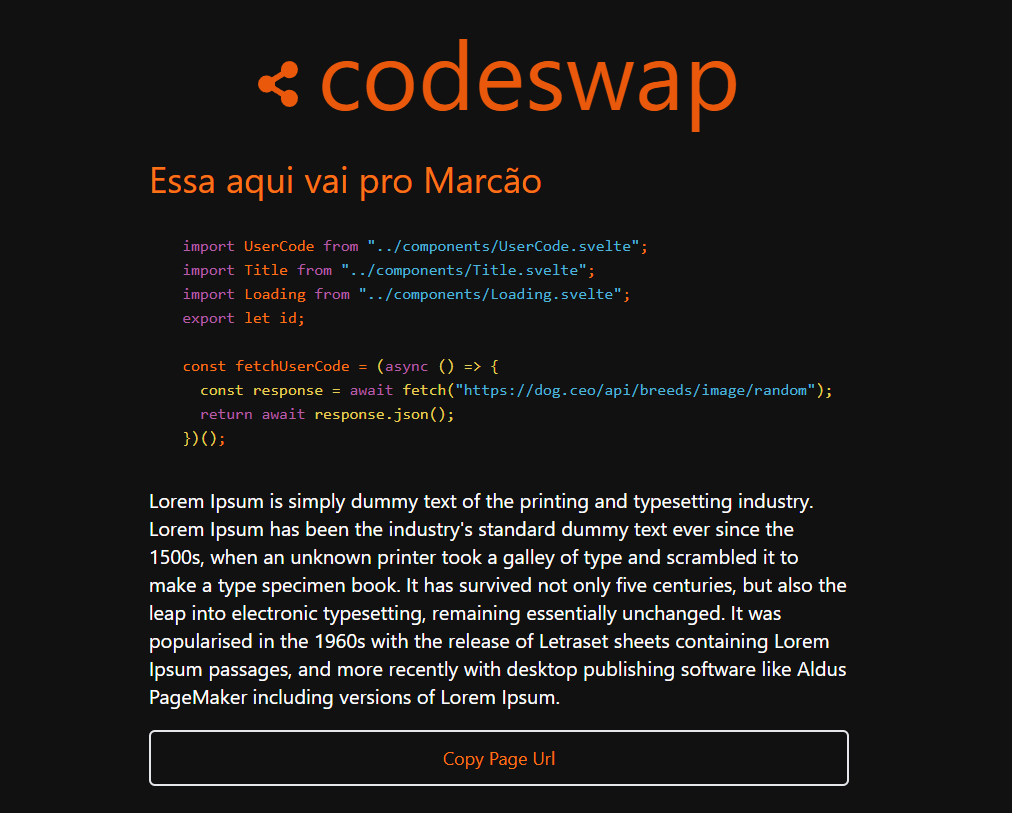 codeswap
Essa aqui vai pro Marcão
import UserCode from "../components/UserCode.svelte";
import Title from "../components/Title.svelte";
import Loading from "../components/Loading.svelte";
export let id;
const fetchUserCode = (async () => {
  const response = await fetch("https://dog.ceo/api/breeds/image/random");
  return await response.json();
})();
Lorem Ipsum is simply dummy text of the printing and typesetting industry.
Lorem Ipsum has been the industry's standard dummy text ever since the
1500s, when an unknown printer took a galley of type and scrambled it to
make a type specimen book. It has survived not only five centuries, but also the
leap into electronic typesetting, remaining essentially unchanged. It was
popularised in the 1960s with the release of Letraset sheets containing Lorem
Ipsum passages, and more recently with desktop publishing software like Aldus
PageMaker including versions of Lorem Ipsum.
Copy Page Url